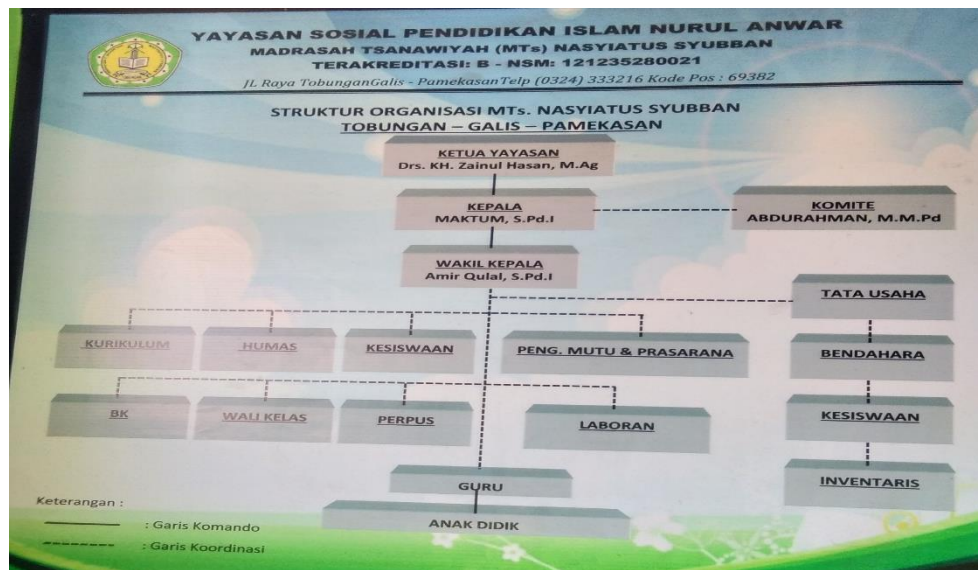 YAYASAN SOSIAL PENDIDIKAN ISLAM NURUL ANWAR
MADRASAH TSANAWIYAH (MTs) NASYIATUS SYUBBAN
TERAKREDITASI: B - NSM: 121235280021
JL. Raya TobunganGalis - PamekasanTelp (0324) 333216 Kode Pos : 69382
STRUKTUR ORGANISASI MTs. NASYIATUS SYUBBAN
TOBUNGAN – GALIS – PAMEKASAN
KETUA YAYASAN
Drs. KH. Zainul Hasan, M.Ag
KEPALA
MAKTUM, S.Pd.I
KOMITE
ABDURAHMAN, M.M.Pd
WAKIL KEPALA
Amir Qulal, S.Pd.I
TATA USAHA
KURIKULUM
HUMAS
KESISWAAN
PENG. MUTU & PRASARANA
BENDAHARA
BK
WALI KELAS
PERPUS
LABORAN
KESISWAAN
GURU
INVENTARIS
ANAK DIDIK
Keterangan :
: Garis Komando
: Garis Koordinasi